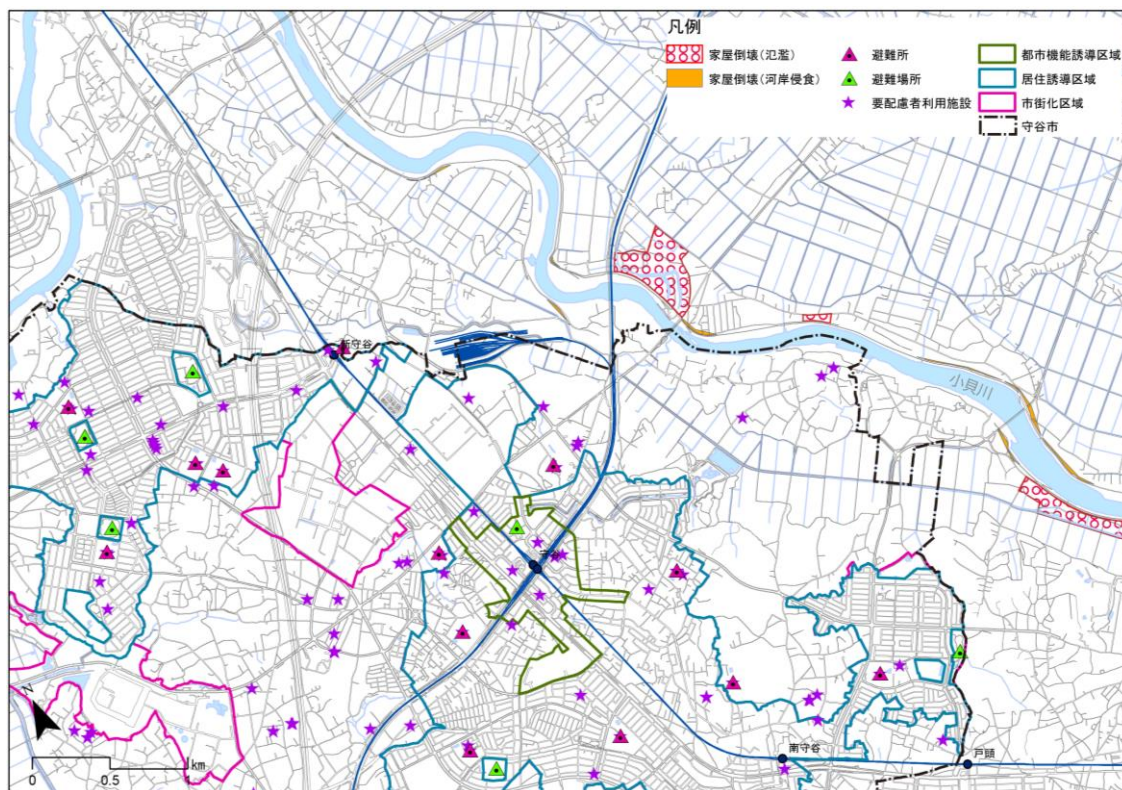 凡例
家屋倒壊(氾濫)
家屋倒壊(河岸侵食)
避難所
避難場所
要配慮者利用施設
都市機能誘導区域
居住誘導区域
市街化区域
守谷市
新守谷
小貝川
守谷
南守谷
戸頭
N
0 0.5 1 km